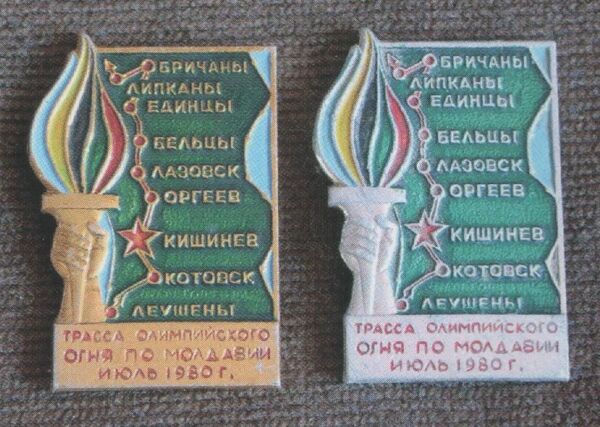 БРИЧАНЫ
ЛИПКАНЫ
ЕДИНЦЫ
БЕЛЬЦЫ
ЛАЗОВСК
ОРГЕЕВ
КИШИНЕВ
КОТОВСК
ЛЕУШЕНЫ
ТРАССА ОЛИМПИЙСКОГО
ОГНЯ ПО МОЛДАВИИ
ИЮЛЬ 1980 г.
БРИЧАНЫ
ЛИПКАНЫ
ЕДИНЦЫ
БЕЛЬЦЫ
ЛАЗОВСК
ОРГЕЕВ
КИШИНЕВ
КОТОВСК
ЛЕУШЕНЫ
ТРАССА ОЛИМПИЙСКОГО
ОГНЯ ПО МОЛДАВИИ
ИЮЛЬ 1980 г.